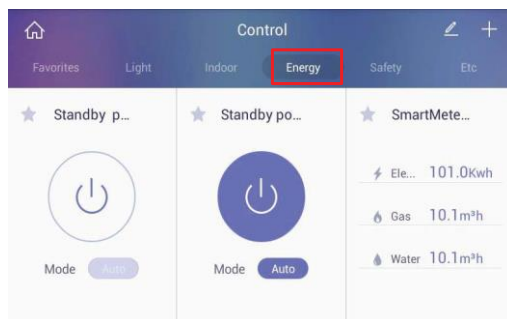 Control
Favorites Light Indoor Energy Safety Etc
Standby p... Standby po... SmartMete...
Ele... 101.0Kwh
Gas 10.1m³h
Water 10.1m³h
Mode Auto Mode Auto